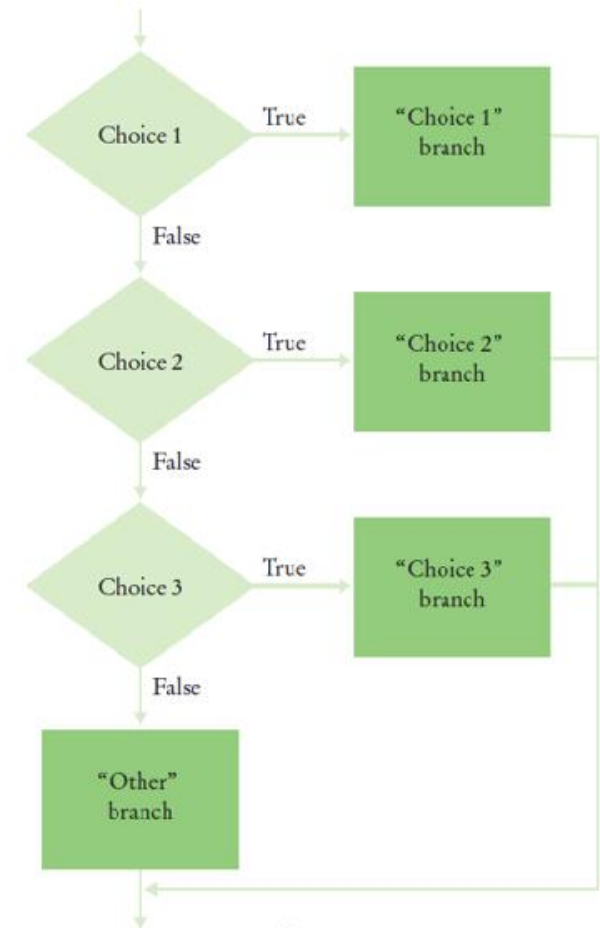 Choice 1
True
“Choice 1”
branch
False
Choice 2
True
“Choice 2”
branch
False
Choice 3
True
“Choice 3”
branch
False
“Other”
branch